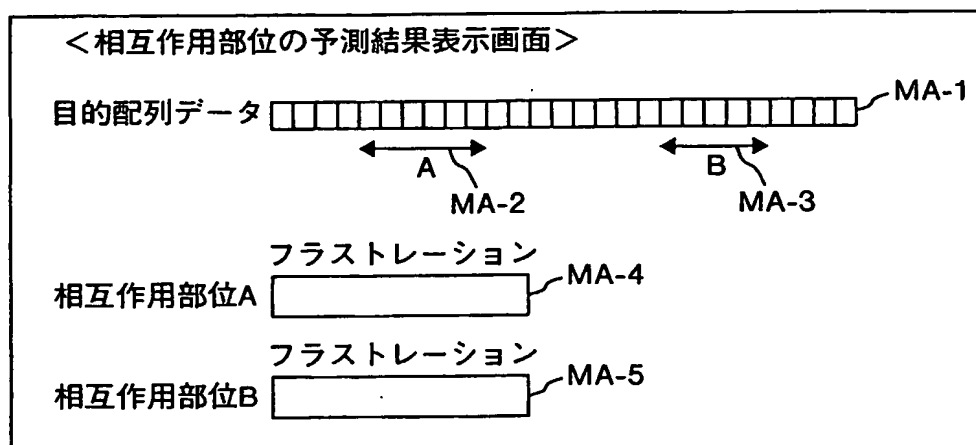 <相互作用部位の予測結果表示画面>
目的配列データ MA-1
A B
MA-2 MA-3
フラストレーション
相互作用部位A MA-4
フラストレーション
相互作用部位B MA-5